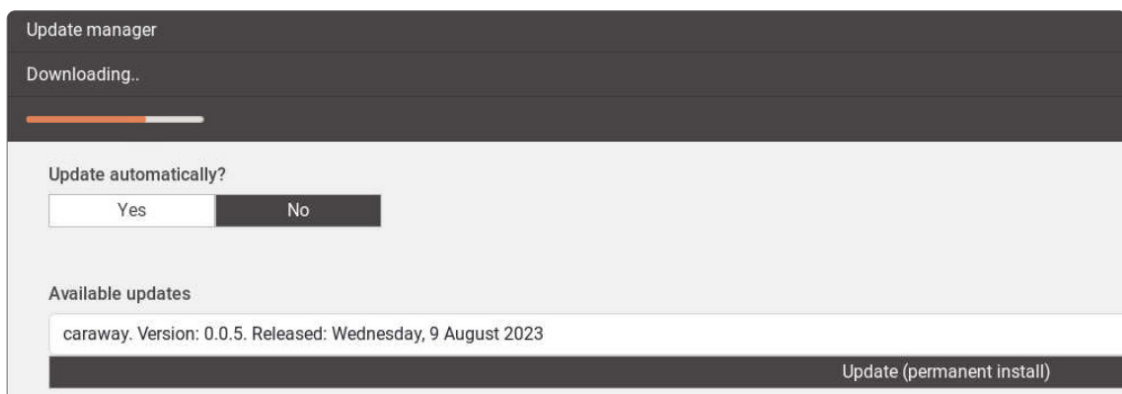 Update manager
Downloading..
Update automatically?
Yes No
Available updates
caraway. Version: 0.0.5. Released: Wednesday, 9 August 2023
Update (permanent install)